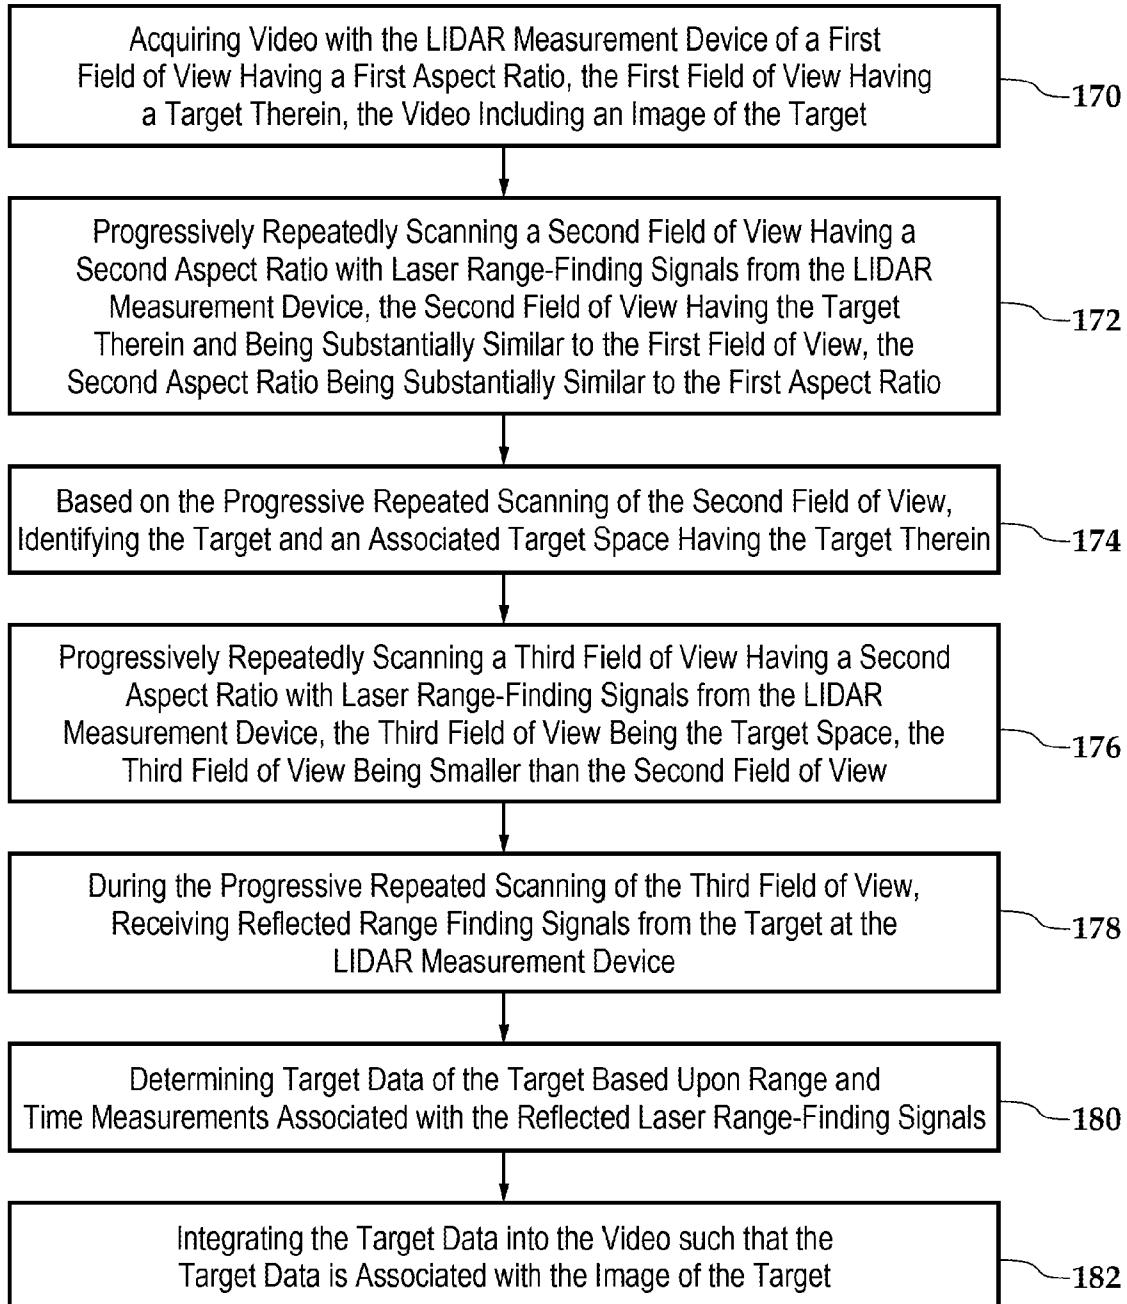 Acquiring Video with the LIDAR Measurement Device of a First
Field of View Having a First Aspect Ratio, the First Field of View Having
a Target Therein, the Video Including an Image of the Target
170
Progressively Repeatedly Scanning a Second Field of View Having a
Second Aspect Ratio with Laser Range-Finding Signals from the LIDAR
Measurement Device, the Second Field of View Having the Target
Therein and Being Substantially Similar to the First Field of View, the
Second Aspect Ratio Being Substantially Similar to the First Aspect Ratio
172
Based on the Progressive Repeated Scanning of the Second Field of View,
Identifying the Target and an Associated Target Space Having the Target Therein
174
Progressively Repeatedly Scanning a Third Field of View Having a Second
Aspect Ratio with Laser Range-Finding Signals from the LIDAR
Measurement Device, the Third Field of View Being the Target Space, the
Third Field of View Being Smaller than the Second Field of View
176
During the Progressive Repeated Scanning of the Third Field of View,
Receiving Reflected Range Finding Signals from the Target at the
LIDAR Measurement Device
178
Determining Target Data of the Target Based Upon Range and
Time Measurements Associated with the Reflected Laser Range-Finding Signals
180
Integrating the Target Data into the Video such that the
Target Data is Associated with the Image of the Target
182